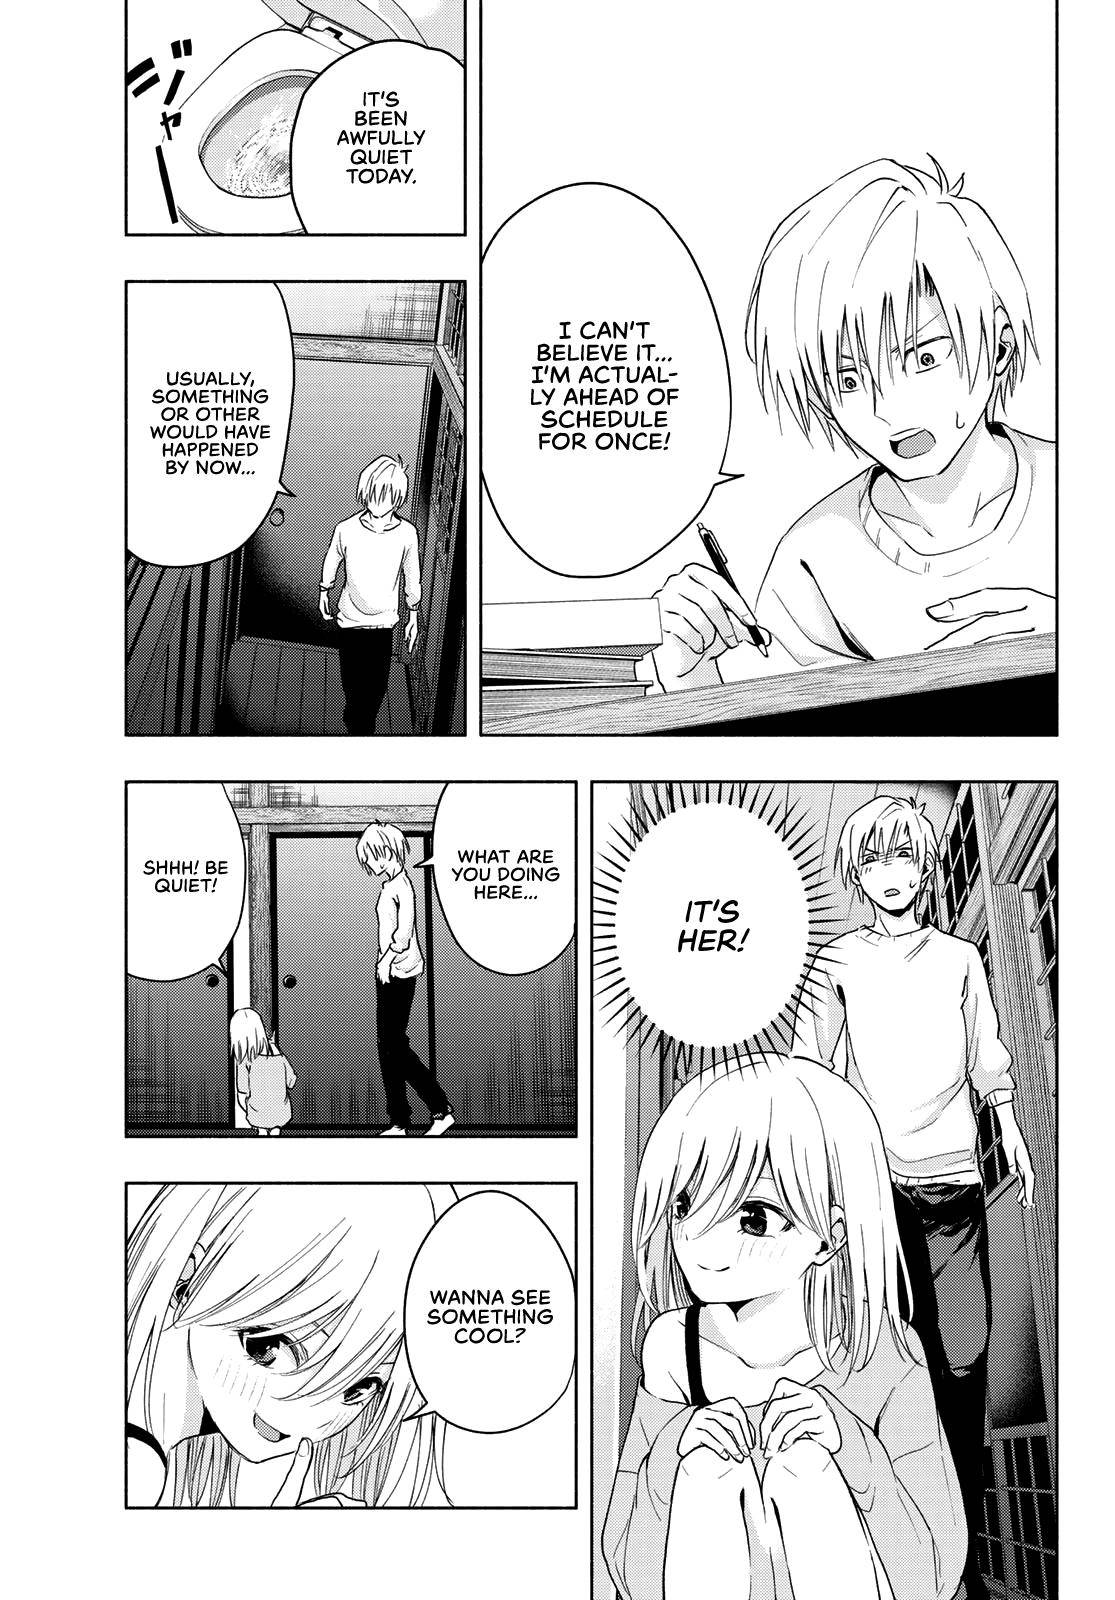 I CAN'T
BELIEVE IT...
I'M ACTUAL-
LY AHEAD OF
SCHEDULE
FOR ONCE!
ジャー
IT'S
BEEN
AWFULLY
QUIET
TODAY.
USUALLY,
SOMETHING
OR OTHER
WOULD HAVE
HAPPENED
BY NOW...
IT'S
HER!
WHAT ARE
YOU DOING
HERE...
SHHH! BE
QUIET!
WANNA SEE
SOMETHING
COOL?